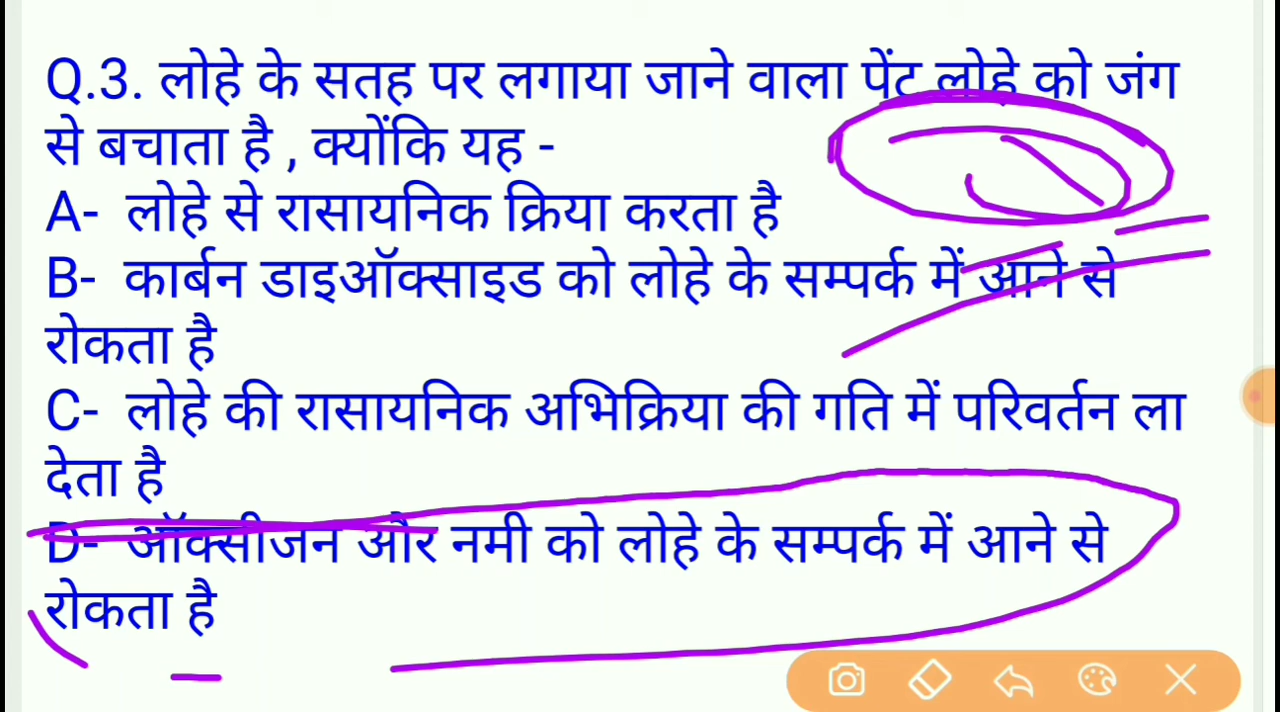 Q.3. लोहे के सतह पर लगाया जाने वाला पेंट लोहे को जंग
से बचाता है , क्योंकि यह -
A- लोहे से रासायनिक क्रिया करता है
B- कार्बन डाइऑक्साइड को लोहे के सम्पर्क में आने से
रोकता है
C- लोहे की रासायनिक अभिक्रिया की गति में परिवर्तन ला
देता है
D- ऑक्सीजन और नमी को लोहे के सम्पर्क में आने से
रोकता है